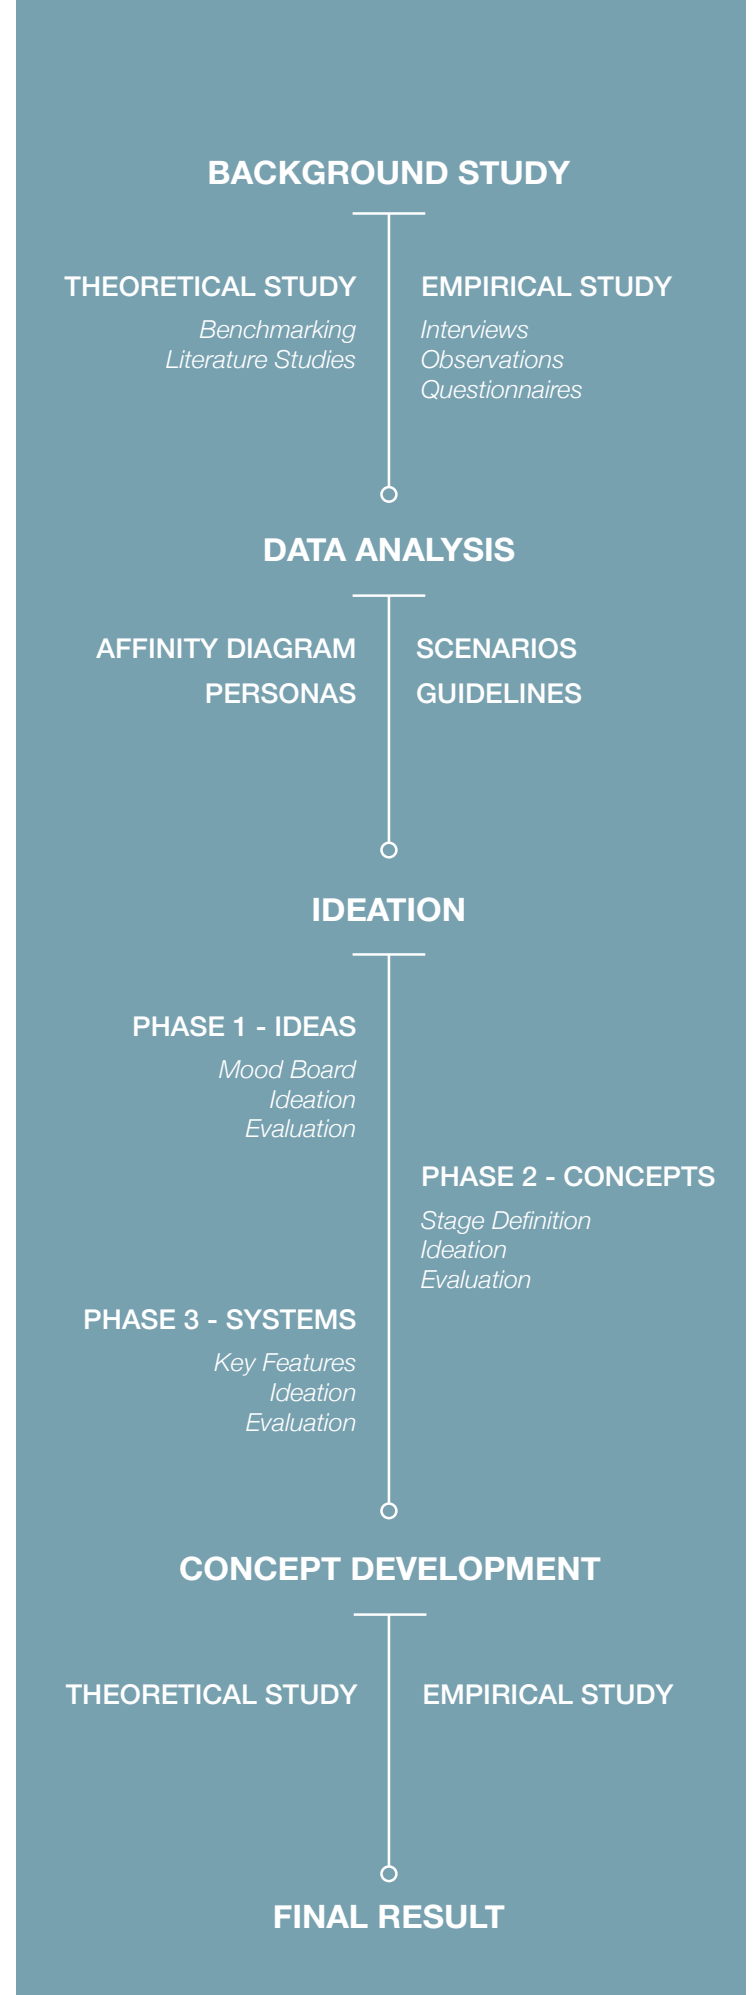 BACKGROUND STUDY
THEORETICAL STUDY
Benchmarking
Literature Studies
EMPIRICAL STUDY
Interviews
Observations
Questionnaires
DATA ANALYSIS
AFFINITY DIAGRAM
PERSONAS
SCENARIOS
GUIDELINES
IDEATION
PHASE 1 - IDEAS
Mood Board
Ideation
Evaluation
PHASE 2 - CONCEPTS
Stage Definition
Ideation
Evaluation
PHASE 3 - SYSTEMS
Key Features
Ideation
Evaluation
CONCEPT DEVELOPMENT
THEORETICAL STUDY
EMPIRICAL STUDY
FINAL RESULT